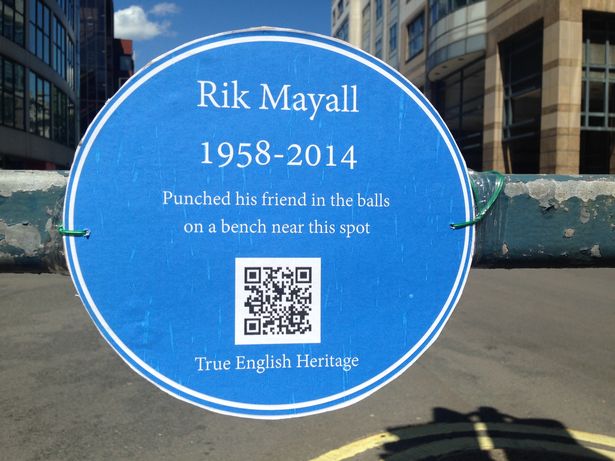 Rik Mayall
1958-2014
Punched his friend in the balls
on a bench near this spot
True English Heritage